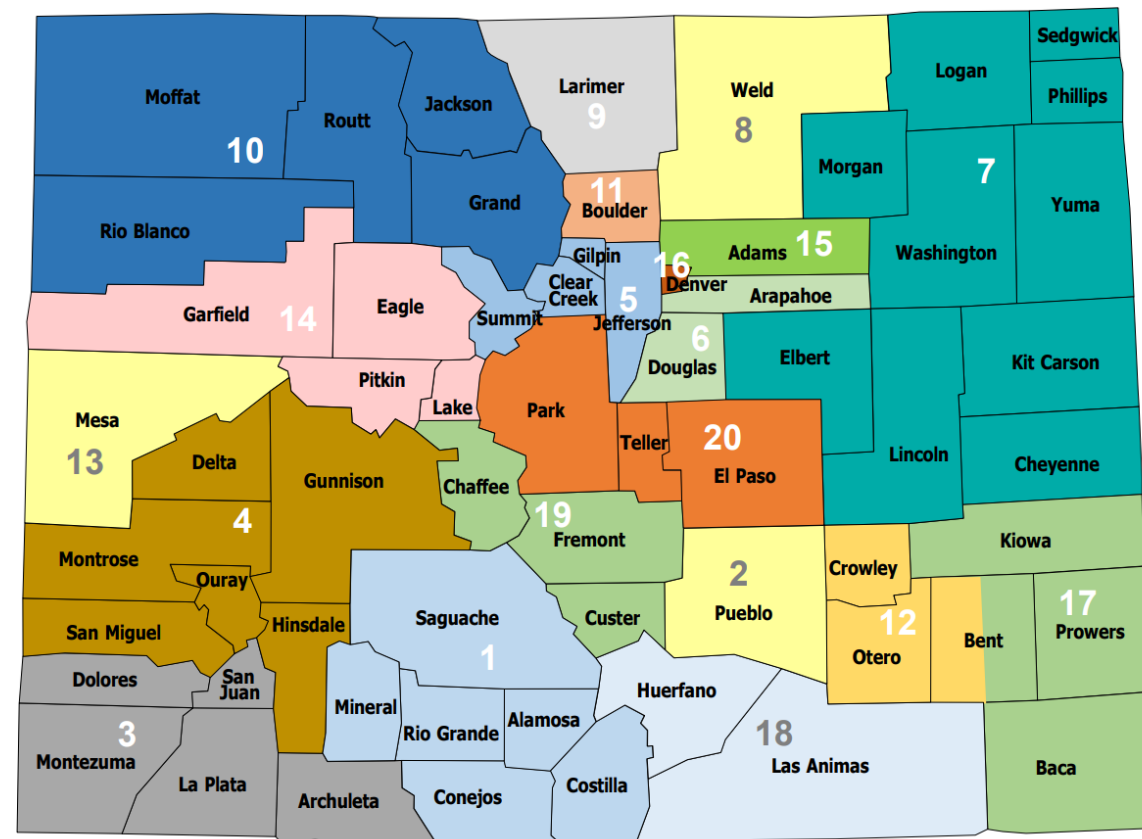 Sedgwick
Logan
Moffat
Larimer
Weld
Jackson
Phillips
Routt
9
8
10
Morgan
7
11
Grand
Boulder
Yuma
Rio Blanco
15
Gilpin
Adams
Washington
16
Clear
Creek
Denver
5
Arapahoe
Garfield
14
Eagle
Summit
Jefferson
6
Elbert
Douglas
Kit Carson
Pitkin
Lake
Park
Mesa
20
Teller
13
Delta
Gunnison
Chaffee
El Paso
Lincoln
Cheyenne
4
19
Fremont
Kiowa
Montrose
Ouray
2
Crowley
Pueblo
17
San Miguel
Hinsdale
Saguache
Custer
12
Bent
Prowers
1
Otero
Dolores
San
Juan
Huerfano
Mineral
Rio Grande
Alamosa
3
18
Montezuma
Las Animas
Baca
La Plata
Archuleta
Conejos
Costilla